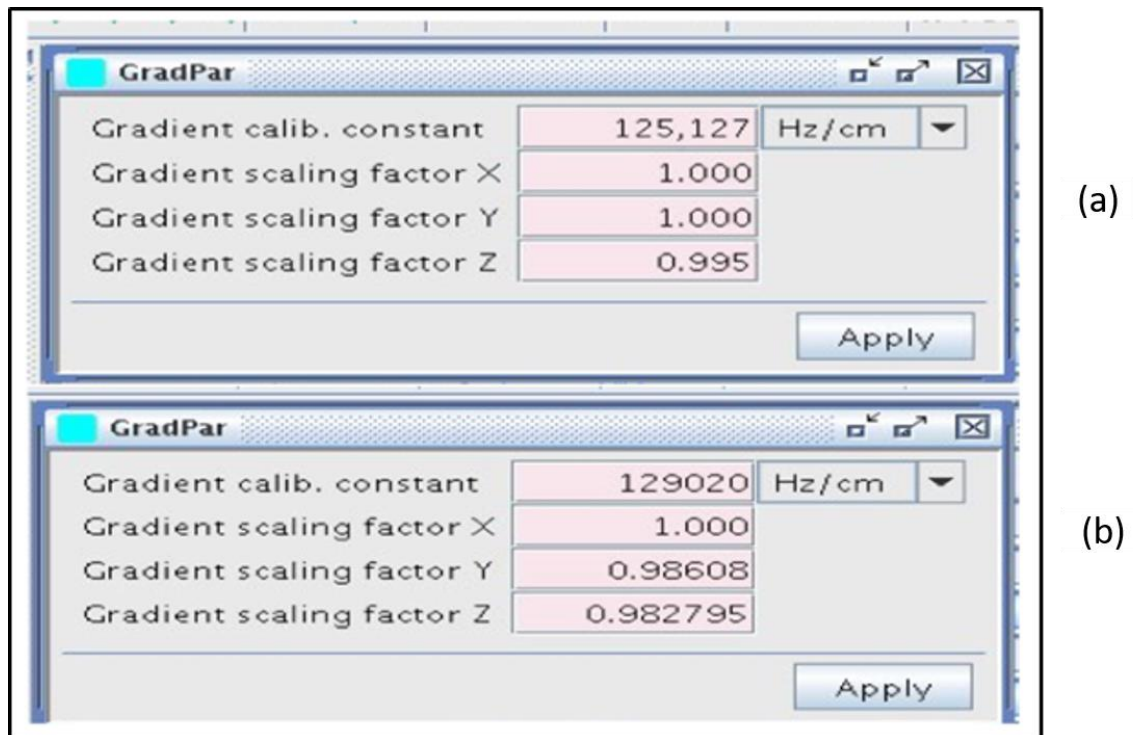 GradPar
Gradient calib. constant 125,127 Hz/cm
Gradient scaling factor X 1.000
Gradient scaling factor Y 1.000
Gradient scaling factor Z 0.995
Apply
(a)
GradPar
Gradient calib. constant 129020 Hz/cm
Gradient scaling factor X 1.000
Gradient scaling factor Y 0.98608
Gradient scaling factor Z 0.982795
Apply
(b)